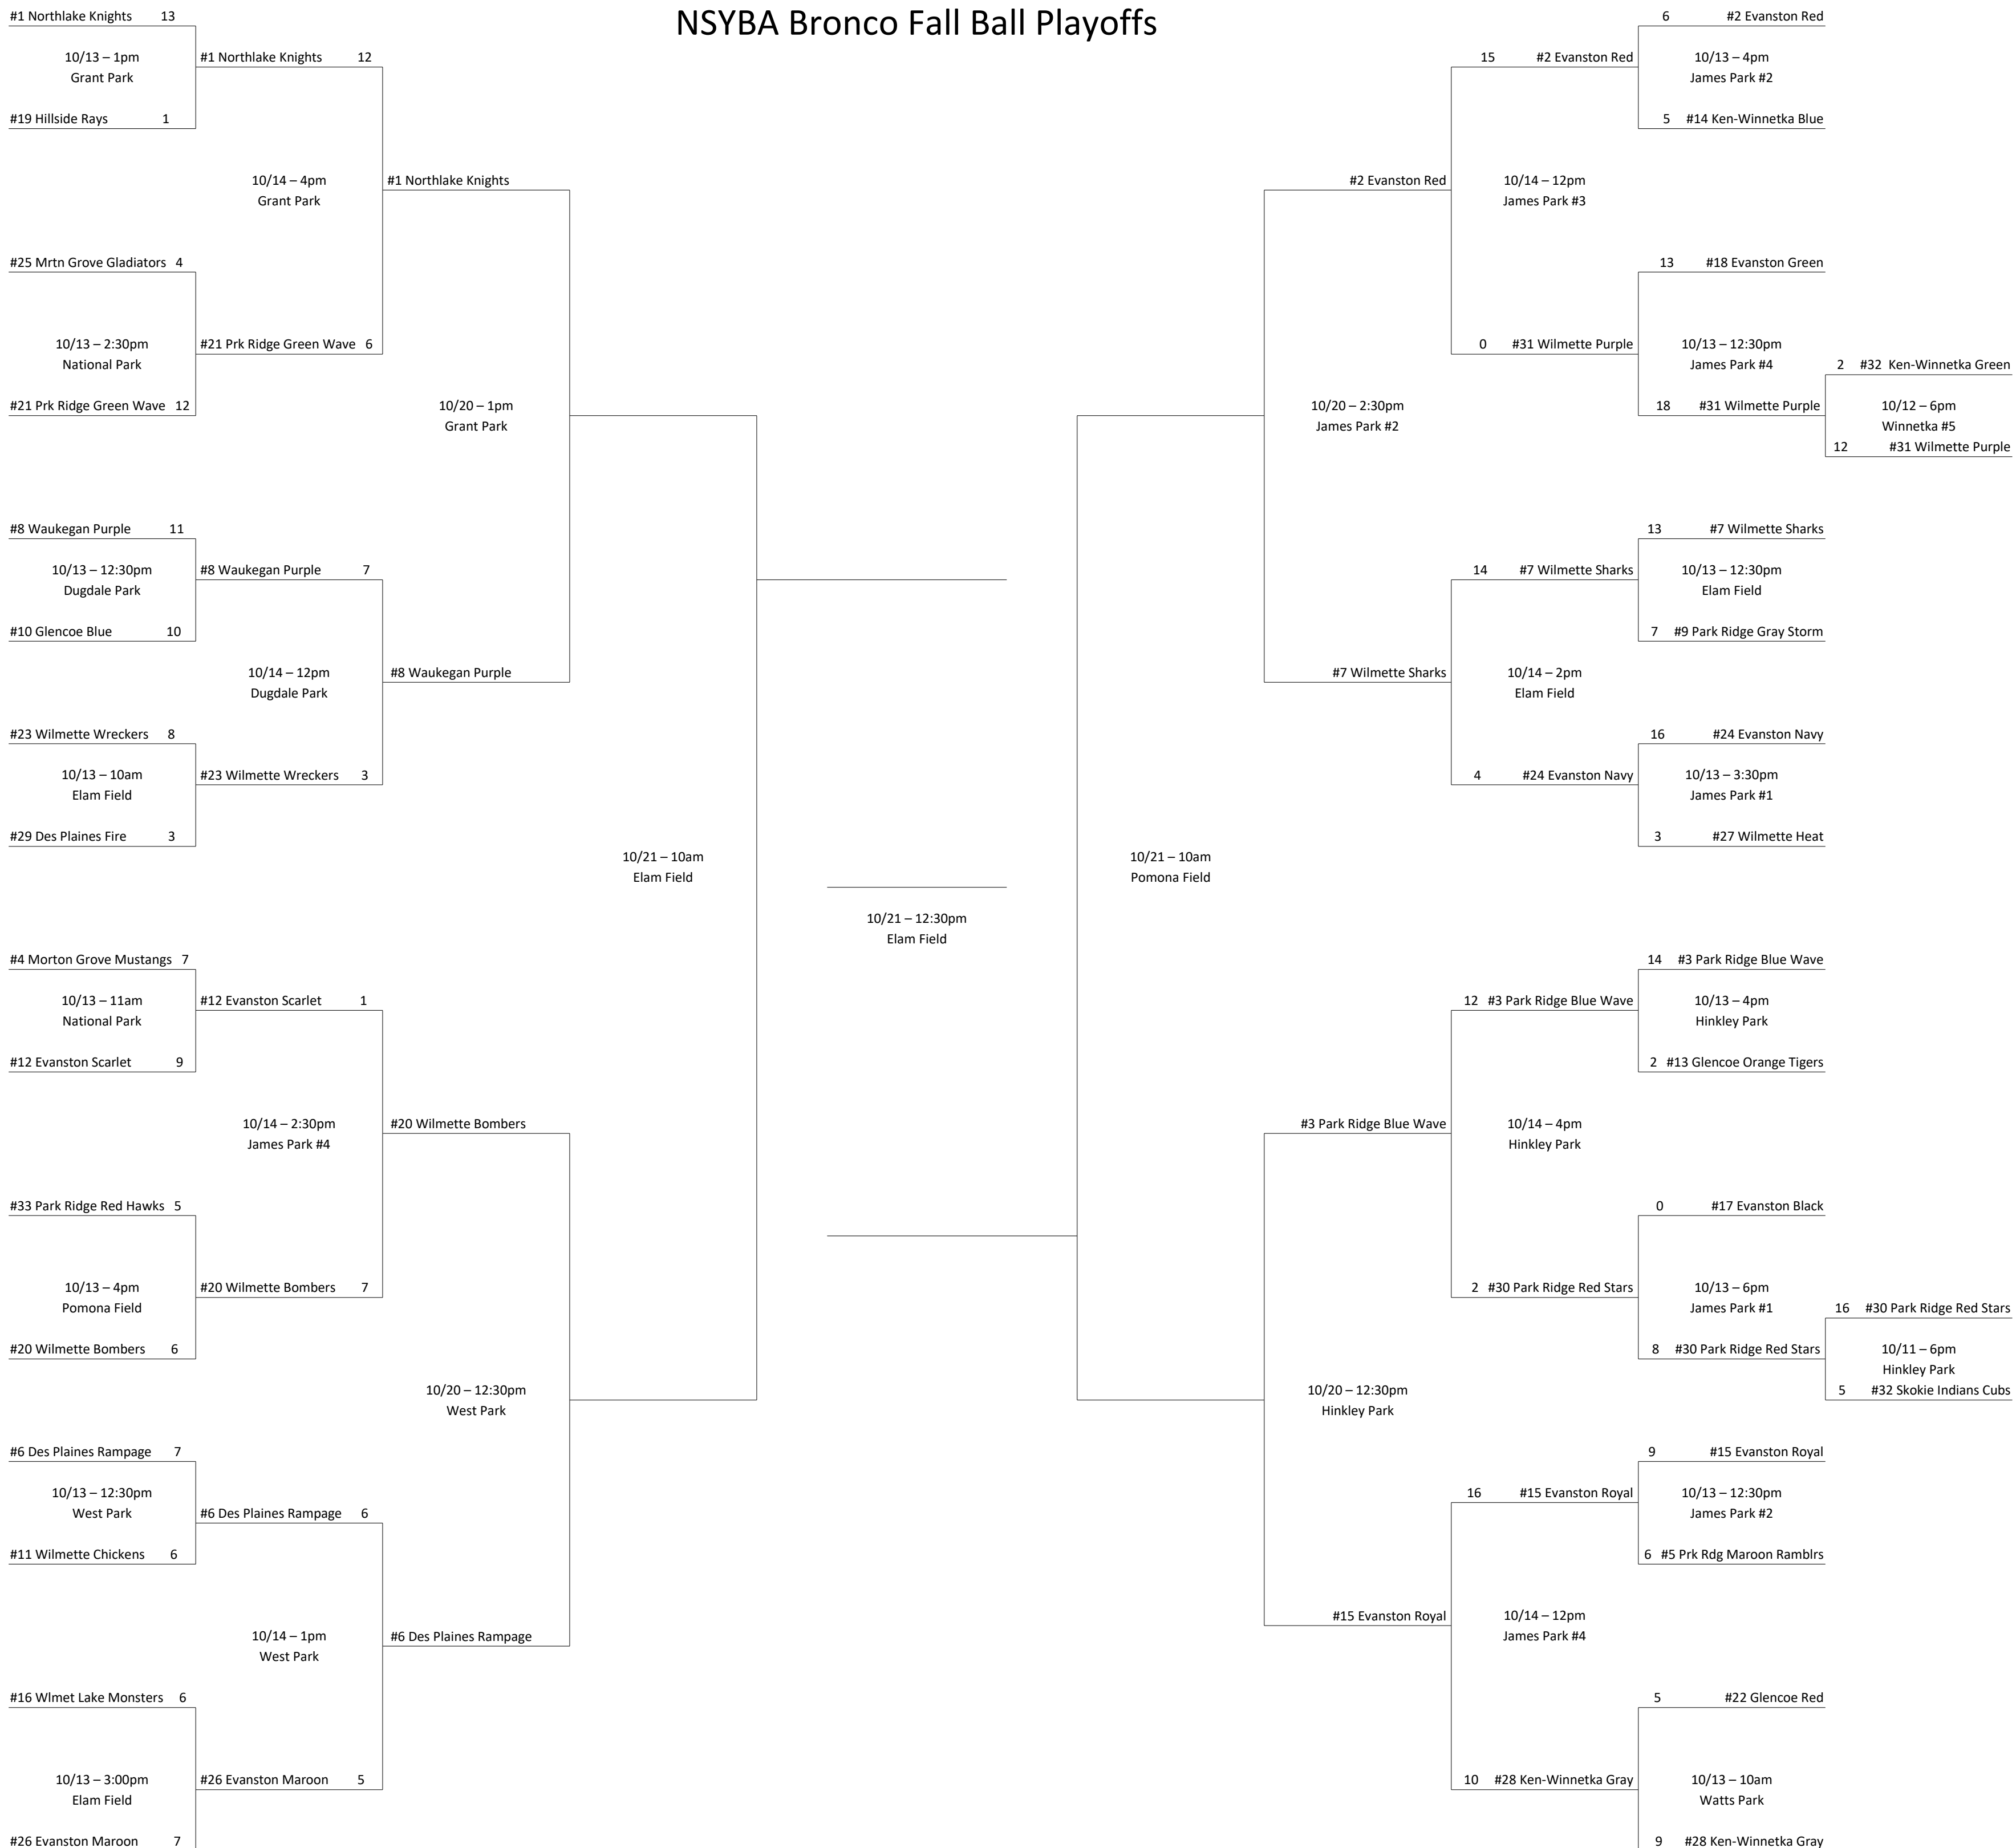 NSYBA Bronco Fall Ball Playoffs
#1 Northlake Knights 13
10/13 – 1pm
Grant Park
#19 Hillside Rays 1
#1 Northlake Knights 12
10/14 – 4pm
Grant Park
#25 Mrtn Grove Gladiators 4
10/13 – 2:30pm
National Park
#21 Prk Ridge Green Wave 12
#21 Prk Ridge Green Wave 6
#1 Northlake Knights
10/20 – 1pm
Grant Park
#8 Waukegan Purple 11
10/13 – 12:30pm
Dugdale Park
#10 Glencoe Blue 10
#8 Waukegan Purple 7
10/14 – 12pm
Dugdale Park
#23 Wilmette Wreckers 8
10/13 – 10am
Elam Field
#29 Des Plaines Fire 3
#23 Wilmette Wreckers 3
#8 Waukegan Purple
10/21 – 10am
Elam Field
#4 Morton Grove Mustangs 7
10/13 – 11am
National Park
#12 Evanston Scarlet 9
#12 Evanston Scarlet 1
10/14 – 2:30pm
James Park #4
#33 Park Ridge Red Hawks 5
10/13 – 4pm
Pomona Field
#20 Wilmette Bombers 6
#20 Wilmette Bombers 7
#20 Wilmette Bombers
10/20 – 12:30pm
West Park
#6 Des Plaines Rampage 7
10/13 – 12:30pm
West Park
#11 Wilmette Chickens 6
#6 Des Plaines Rampage 6
10/14 – 1pm
West Park
#16 Wlmet Lake Monsters 6
10/13 – 3:00pm
Elam Field
#26 Evanston Maroon 7
#26 Evanston Maroon 5
#6 Des Plaines Rampage
10/21 – 12:30pm
Elam Field
6 #2 Evanston Red
10/13 – 4pm
James Park #2
5 #14 Ken-Winnetka Blue
15 #2 Evanston Red
10/14 – 12pm
James Park #3
13 #18 Evanston Green
10/13 – 12:30pm
James Park #4
18 #31 Wilmette Purple
2 #32 Ken-Winnetka Green
10/12 – 6pm
Winnetka #5
12 #31 Wilmette Purple
0 #31 Wilmette Purple
#2 Evanston Red
10/20 – 2:30pm
James Park #2
13 #7 Wilmette Sharks
10/13 – 12:30pm
Elam Field
7 #9 Park Ridge Gray Storm
14 #7 Wilmette Sharks
10/14 – 2pm
Elam Field
16 #24 Evanston Navy
10/13 – 3:30pm
James Park #1
3 #27 Wilmette Heat
4 #24 Evanston Navy
#7 Wilmette Sharks
10/21 – 10am
Pomona Field
14 #3 Park Ridge Blue Wave
10/13 – 4pm
Hinkley Park
2 #13 Glencoe Orange Tigers
12 #3 Park Ridge Blue Wave
10/14 – 4pm
Hinkley Park
0 #17 Evanston Black
10/13 – 6pm
James Park #1
8 #30 Park Ridge Red Stars
16 #30 Park Ridge Red Stars
10/11 – 6pm
Hinkley Park
5 #32 Skokie Indians Cubs
2 #30 Park Ridge Red Stars
#3 Park Ridge Blue Wave
10/20 – 12:30pm
Hinkley Park
9 #15 Evanston Royal
10/13 – 12:30pm
James Park #2
6 #5 Prk Rdg Maroon Ramblrs
16 #15 Evanston Royal
10/14 – 12pm
James Park #4
5 #22 Glencoe Red
10/13 – 10am
Watts Park
9 #28 Ken-Winnetka Gray
10 #28 Ken-Winnetka Gray
#15 Evanston Royal